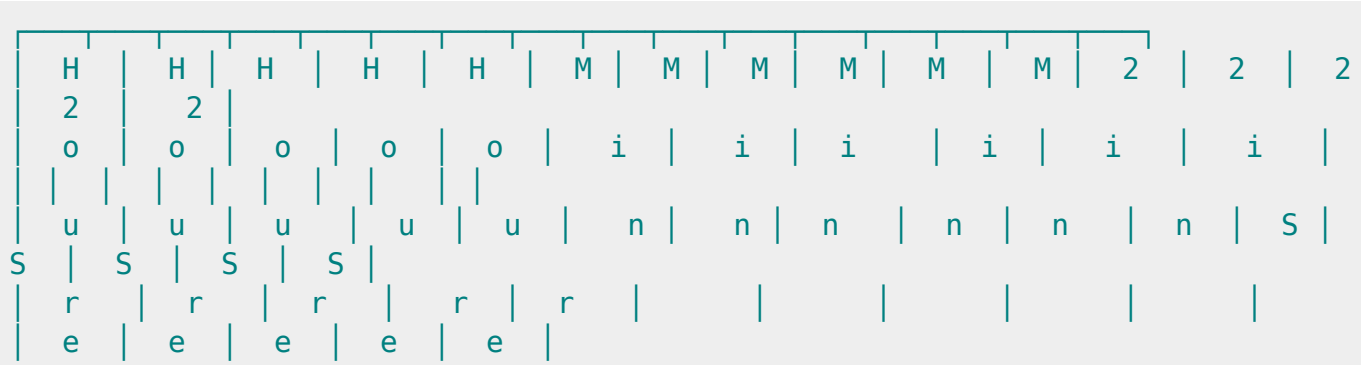 ┌───┬───┬───┬───┬───┬───┬───┬───┬───┬───┬───┬───┬───┬───┬───┬───┐
│  H  │  H │  H  │  H  │  H  │  M │  M │  M │  M │  M  │  M │  2  │  2  │  2
│  2  │   2 │
│  o  │  o  │  o  │  o  │  o  │   i  │   i  │  i    │  i  │   i   │   i   │
│ │  │  │  │  │  │  │   │ │
│  u  │  u  │  u   │  u  │  u  │   n │   n │  n   │  n  │  n   │  n  │  S │
S  │  S  │  S  │  S │
│  r   │  r   │  r   │   r  │  r   │      │      │      │      │      │
│  e  │  e  │  e  │  e  │  e  │